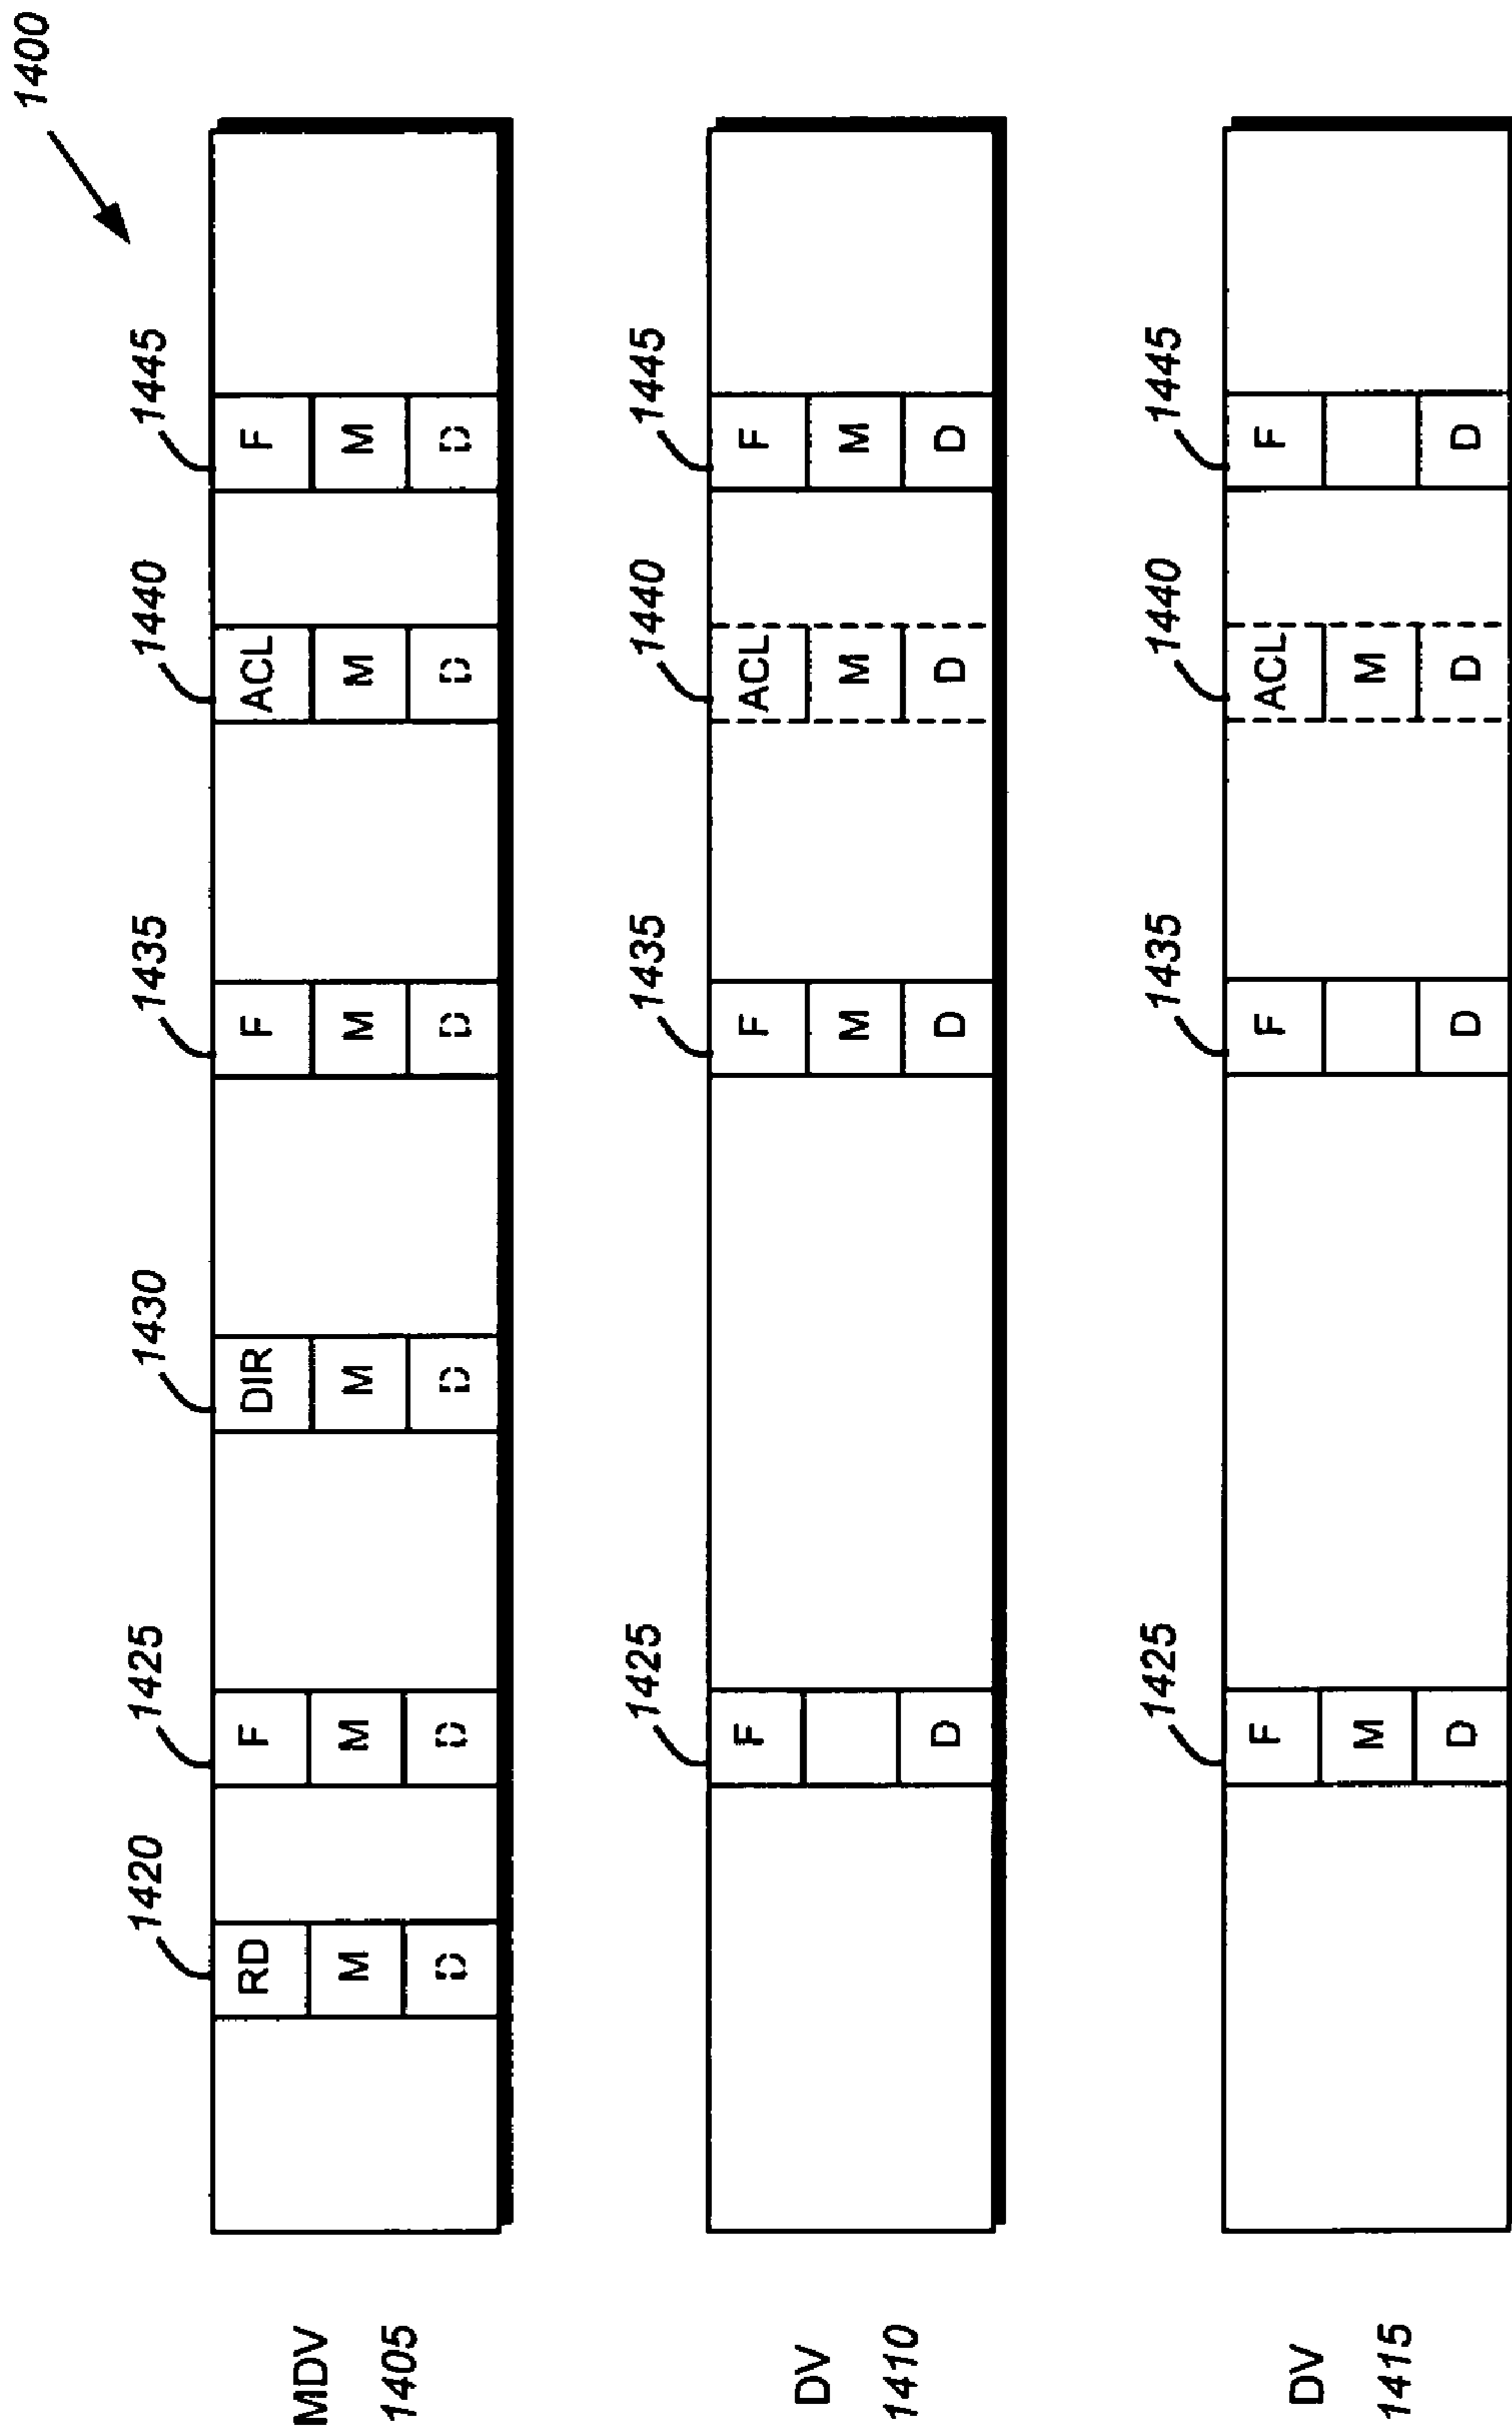 1400
1420 1425 1430 1435 1440 1445
RD F DIR F ACL F
MDV
M M M M M M
1405
D D D D D D
1425 1435 1440 1445
F F ACL F
DV
M M M
1410
D D D D
1425 1435 1440 1445
F F ACL F
DV
M M
1415
D D D D